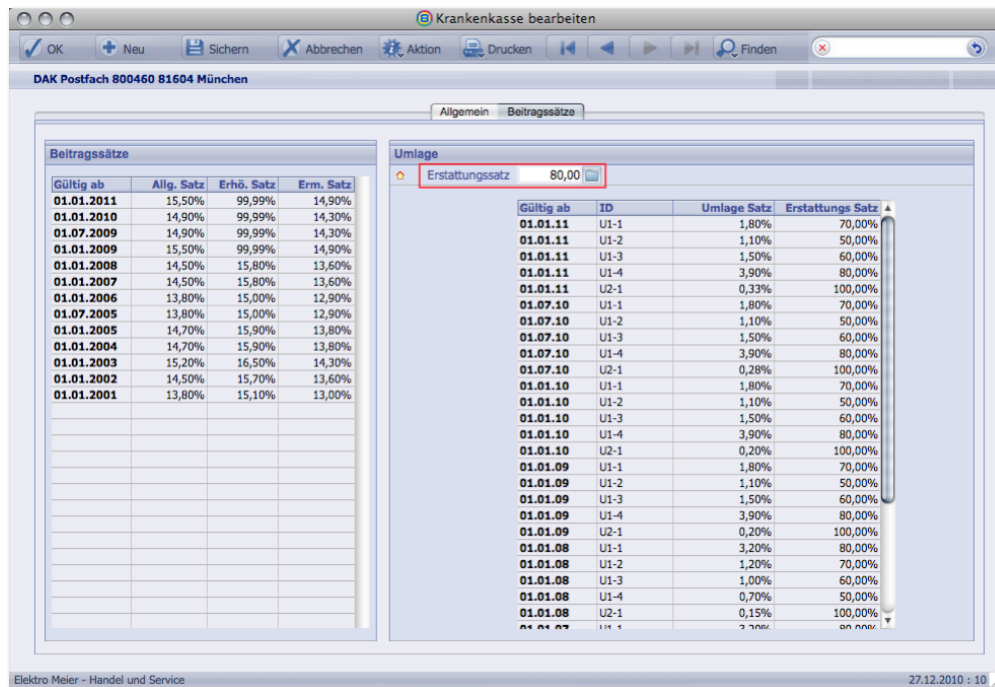 Krankenkasse bearbeiten
OK Neu Sichern Abbrechen Aktion Drucken Finden
DAK Postfach 800460 81604 München
Allgemein Beitragssätze
Beitragssätze
Gültig ab Allg. Satz Erhö. Satz Erm. Satz
01.01.2011 15,50% 99,99% 14,90%
01.01.2010 14,90% 99,99% 14,30%
01.07.2009 14,90% 99,99% 14,30%
01.01.2009 15,50% 99,99% 14,90%
01.01.2008 14,50% 15,80% 13,60%
01.01.2007 14,50% 15,80% 13,60%
01.01.2006 13,80% 15,00% 12,90%
01.07.2005 13,80% 15,00% 12,90%
01.01.2005 14,70% 15,90% 13,80%
01.01.2004 14,70% 15,90% 13,80%
01.01.2003 15,20% 16,50% 14,30%
01.01.2002 14,50% 15,70% 13,60%
01.01.2001 13,80% 15,10% 13,00%
Umlage
Erstattungssatz 80,00
Gültig ab ID Umlage Satz Erstattungs Satz
01.01.11 U1-1 1,80% 70,00%
01.01.11 U1-2 1,10% 50,00%
01.01.11 U1-3 1,50% 60,00%
01.01.11 U1-4 3,90% 80,00%
01.01.11 U2-1 0,33% 100,00%
01.07.10 U1-1 1,80% 70,00%
01.07.10 U1-2 1,10% 50,00%
01.07.10 U1-3 1,50% 60,00%
01.07.10 U1-4 3,90% 80,00%
01.07.10 U2-1 0,28% 100,00%
01.01.10 U1-1 1,80% 70,00%
01.01.10 U1-2 1,10% 50,00%
01.01.10 U1-3 1,50% 60,00%
01.01.10 U1-4 3,90% 80,00%
01.01.10 U2-1 0,20% 100,00%
01.01.09 U1-1 1,80% 70,00%
01.01.09 U1-2 1,10% 50,00%
01.01.09 U1-3 1,50% 60,00%
01.01.09 U1-4 3,90% 80,00%
01.01.09 U2-1 0,20% 100,00%
01.01.08 U1-1 3,20% 80,00%
01.01.08 U1-2 1,20% 70,00%
01.01.08 U1-3 1,00% 60,00%
01.01.08 U1-4 0,70% 50,00%
01.01.08 U2-1 0,15% 100,00%
01.01.07 U1-1 3,20% 80,00%
Elektro Meier - Handel und Service
27.12.2010 : 10